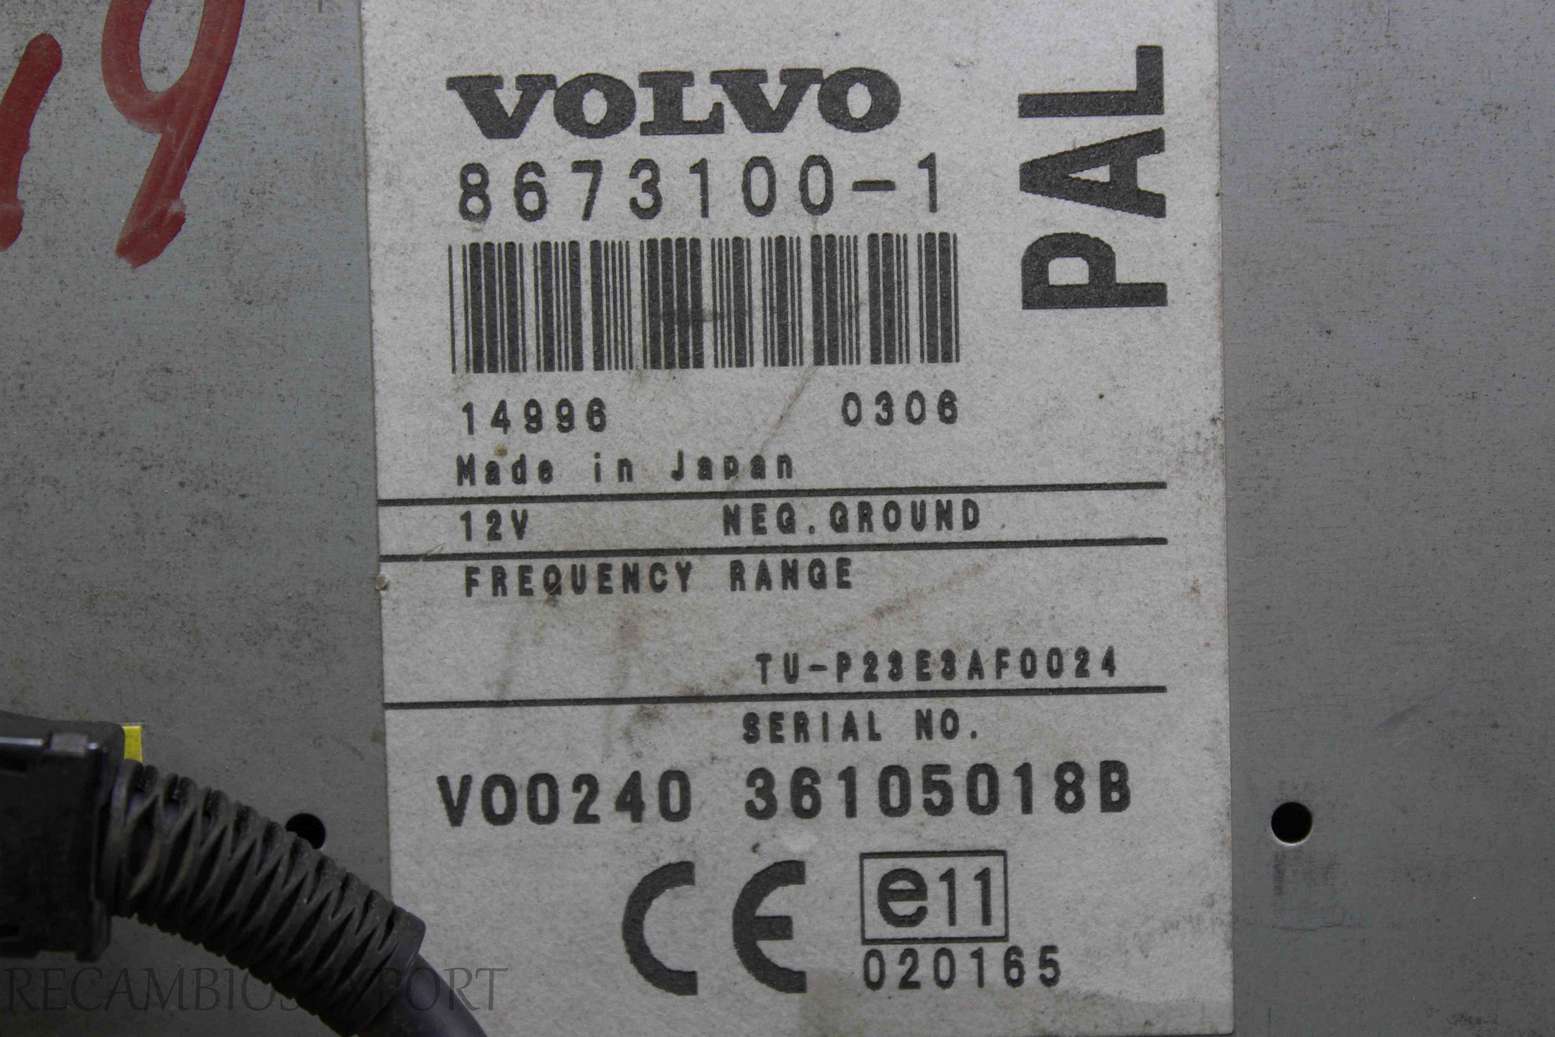 19
VOLVO
8673100-1
PAL
14996 0306
Made in Japan
12V NEG.GROUND
FREQUENCY RANGE
TU-P23E3AF0024
SERIAL NO.
V00240 36105018B
CE e11
020165